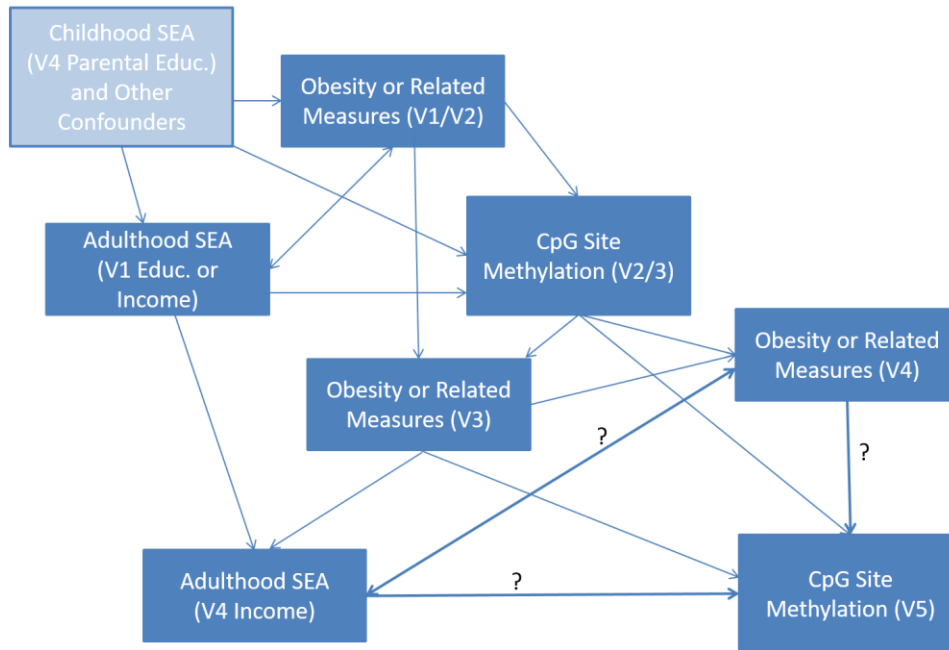 Childhood SEA
(V4 Parental Educ.)
and Other
Confounders
Obesity or Related
Measures (V1/V2)
Adulthood SEA
(V1 Educ. or
Income)
CpG Site
Methylation (V2/3)
Obesity or Related
Measures (V3)
Obesity or Related
Measures (V4)
?
?
Adulthood SEA
(V4 Income)
?
CpG Site
Methylation (V5)